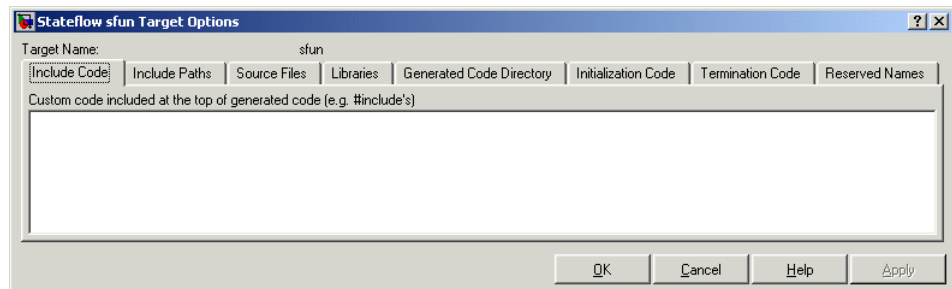 Stateflow sfun Target Options
Target Name: sfun
Include Code Include Paths Source Files Libraries Generated Code Directory Initialization Code Termination Code Reserved Names
Custom code included at the top of generated code (e.g. #include's)
OK Cancel Help Apply